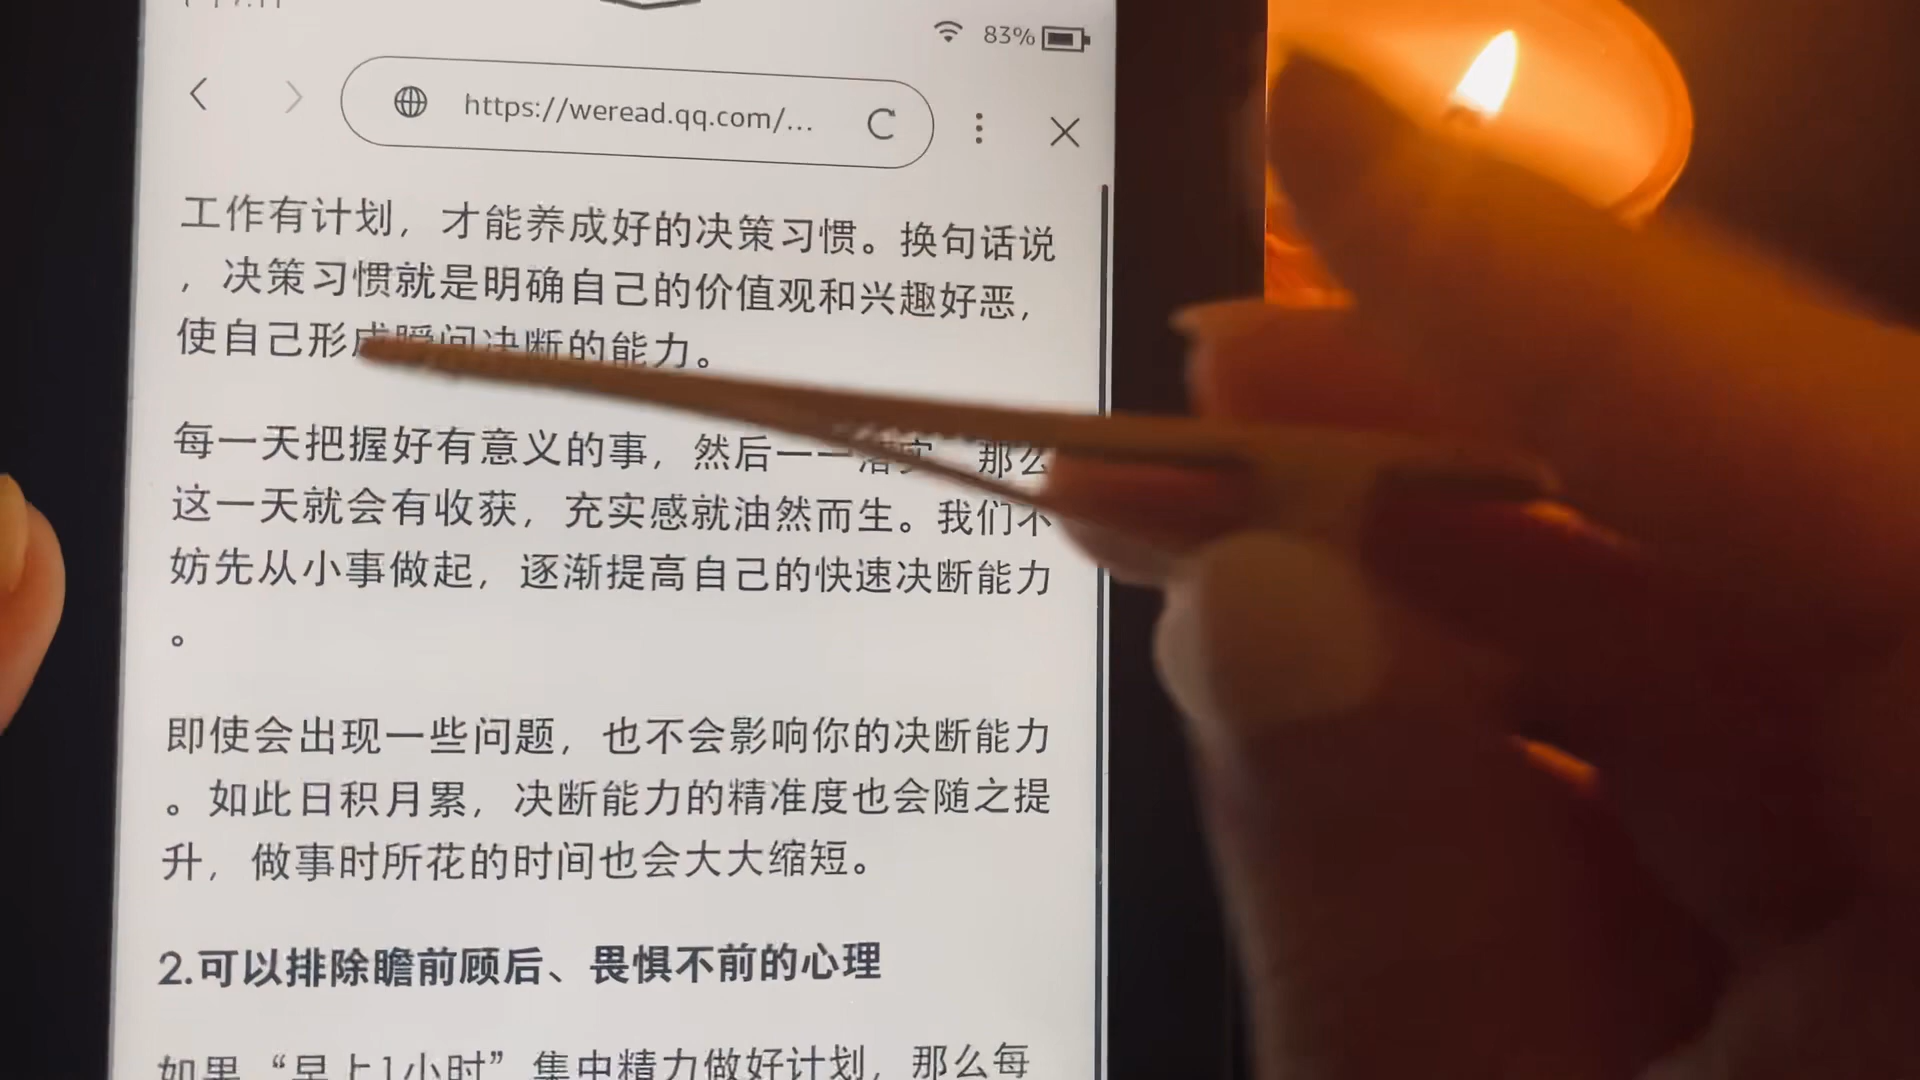 83%
https://weread.qq.com/...
工作有计划，才能养成好的决策习惯。换句话说
，决策习惯就是明确自己的价值观和兴趣好恶，
使自己形成瞬间决断的能力。
每一天把握好有意义的事，然后一一落实，那么
这一天就会有收获，充实感就油然而生。我们不
妨先从小事做起，逐渐提高自己的快速决断能力
。
即使会出现一些问题，也不会影响你的决断能力
。如此日积月累，决断能力的精准度也会随之提
升，做事时所花的时间也会大大缩短。
2.可以排除瞻前顾后、畏惧不前的心理
如果“早上1小时”集中精力做好计划，那么每